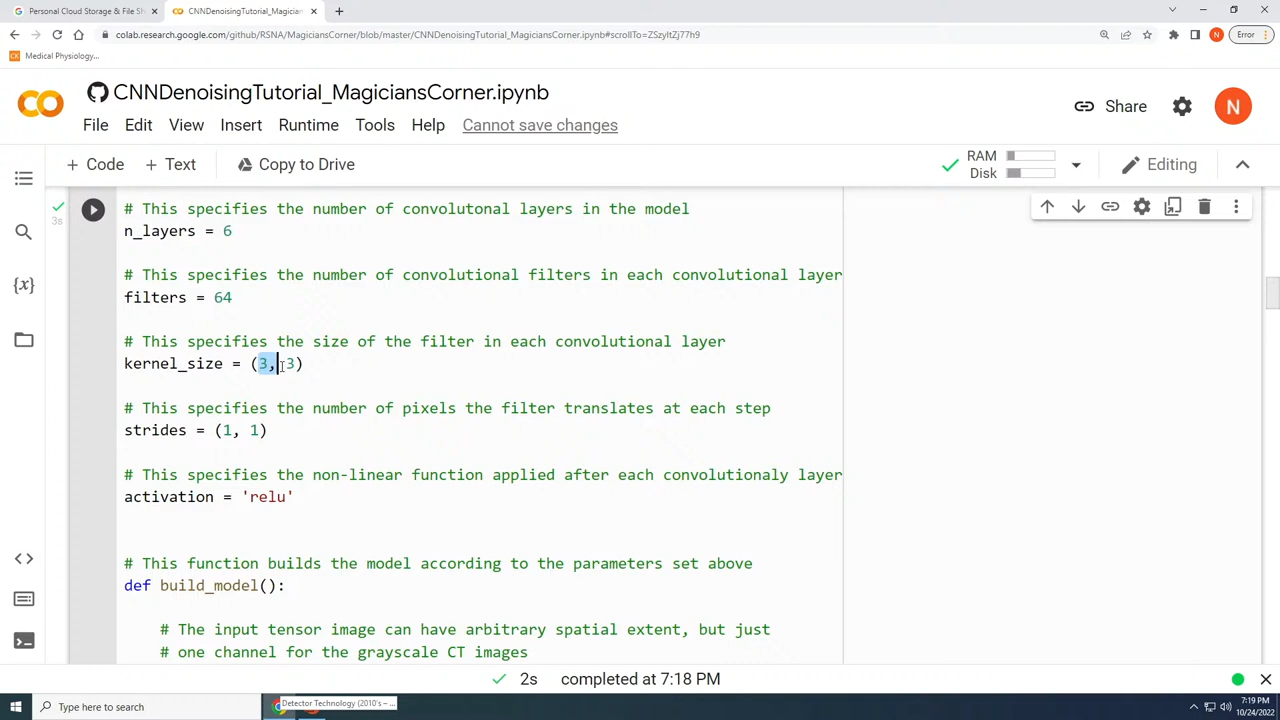 Personal Cloud Storage & File Sh
CNNDenoisingTutorial_Magician
colab.research.google.com/github/RSNA/MagiciansCorner/blob/master/CNNDenoisingTutorial_MagiciansCorner.ipynb#scrollTo=ZSzyltZj77h9
Error
Medical Physiology...
CNNDenoisingTutorial_MagiciansCorner.ipynb
Share
N
File Edit View Insert Runtime Tools Help Cannot save changes
+ Code + Text Copy to Drive
RAM
Disk
Editing
3s
# This specifies the number of convolutonal layers in the model
n_layers = 6
# This specifies the number of convolutional filters in each convolutional layer
filters = 64
# This specifies the size of the filter in each convolutional layer
kernel_size = (3, 3)
# This specifies the number of pixels the filter translates at each step
strides = (1, 1)
# This specifies the non-linear function applied after each convolutionaly layer
activation = 'relu'
# This function builds the model according to the parameters set above
def build_model():
# The input tensor image can have arbitrary spatial extent, but just
# one channel for the grayscale CT images
2s completed at 7:18 PM
Type here to search
Detector Technology (2010's – ...
7:19 PM
10/24/2022